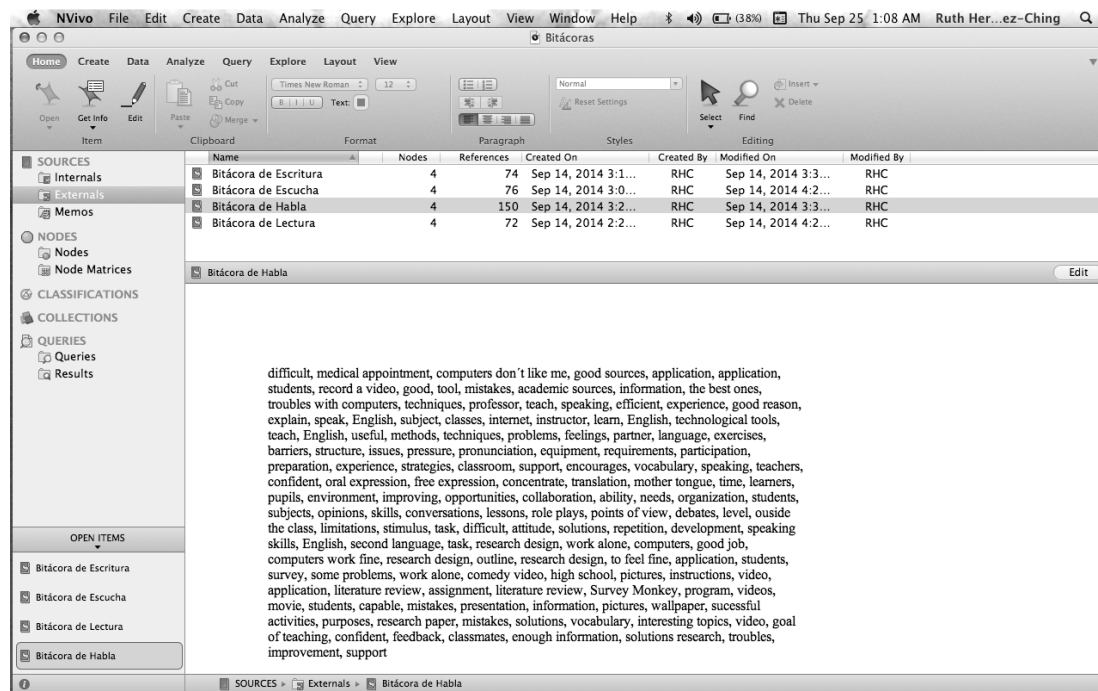 NVivo File Edit Create Data Analyze Query Explore Layout View Window Help (38%) Thu Sep 25 1:08 AM Ruth Her...ez-Ching
Bitácoras
Home Create Data Analyze Query Explore Layout View
Cut Times New Roman 12 Normal Insert
Copy B I U Text: Reset Settings Delete
Open Get Info Edit Paste Merge Select Find
Item Clipboard Format Paragraph Styles Editing
SOURCES
Internals
Externals
Memos
NODES
Nodes
Node Matrices
CLASSIFICATIONS
COLLECTIONS
QUERIES
Queries
Results
Name Nodes References Created On Created By Modified On Modified By
Bitácora de Escritura 4 74 Sep 14, 2014 3:1... RHC Sep 14, 2014 3:3... RHC
Bitácora de Escucha 4 76 Sep 14, 2014 3:0... RHC Sep 14, 2014 4:2... RHC
Bitácora de Habla 4 150 Sep 14, 2014 3:2... RHC Sep 14, 2014 3:3... RHC
Bitácora de Lectura 4 72 Sep 14, 2014 2:2... RHC Sep 14, 2014 4:2... RHC
Bitácora de Habla Edit
difficult, medical appointment, computers don´t like me, good sources, application, application,
students, record a video, good, tool, mistakes, academic sources, information, the best ones,
troubles with computers, techniques, professor, teach, speaking, efficient, experience, good reason,
explain, speak, English, subject, classes, internet, instructor, learn, English, technological tools,
teach, English, useful, methods, techniques, problems, feelings, partner, language, exercises,
barriers, structure, issues, pressure, pronunciation, equipment, requirements, participation,
preparation, experience, strategies, classroom, support, encourages, vocabulary, speaking, teachers,
confident, oral expression, free expression, concentrate, translation, mother tongue, time, learners,
pupils, environment, improving, opportunities, collaboration, ability, needs, organization, students,
subjects, opinions, skills, conversations, lessons, role plays, points of view, debates, level, ouside
the class, limitations, stimulus, task, difficult, attitude, solutions, repetition, development, speaking
skills, English, second language, task, research design, work alone, computers, good job,
computers work fine, research design, outline, research design, to feel fine, application, students,
survey, some problems, work alone, comedy video, high school, pictures, instructions, video,
application, literature review, assignment, literature review, Survey Monkey, program, videos,
movie, students, capable, mistakes, presentation, information, pictures, wallpaper, sucessful
activities, purposes, research paper, mistakes, solutions, vocabulary, interesting topics, video, goal
of teaching, confident, feedback, classmates, enough information, solutions research, troubles,
improvement, support
OPEN ITEMS
Bitácora de Escritura
Bitácora de Escucha
Bitácora de Lectura
Bitácora de Habla
SOURCES Externals Bitácora de Habla